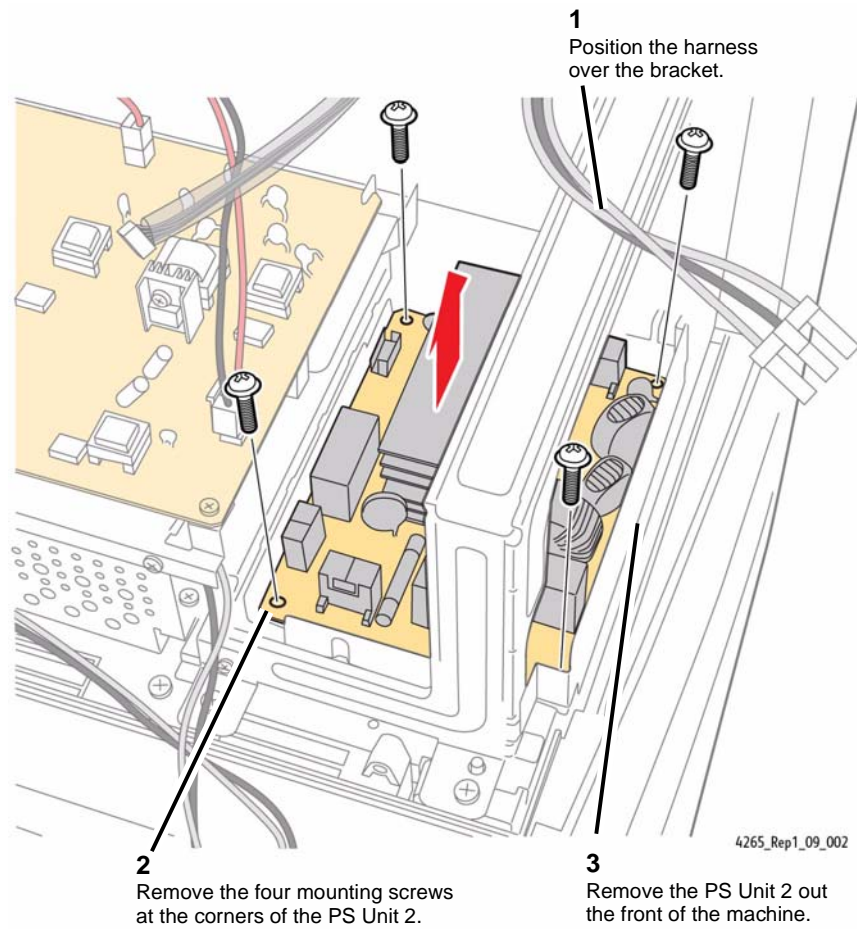 1
Position the harness
over the bracket.
4265_Rep1_09_002
2
Remove the four mounting screws
at the corners of the PS Unit 2.
3
Remove the PS Unit 2 out
the front of the machine.